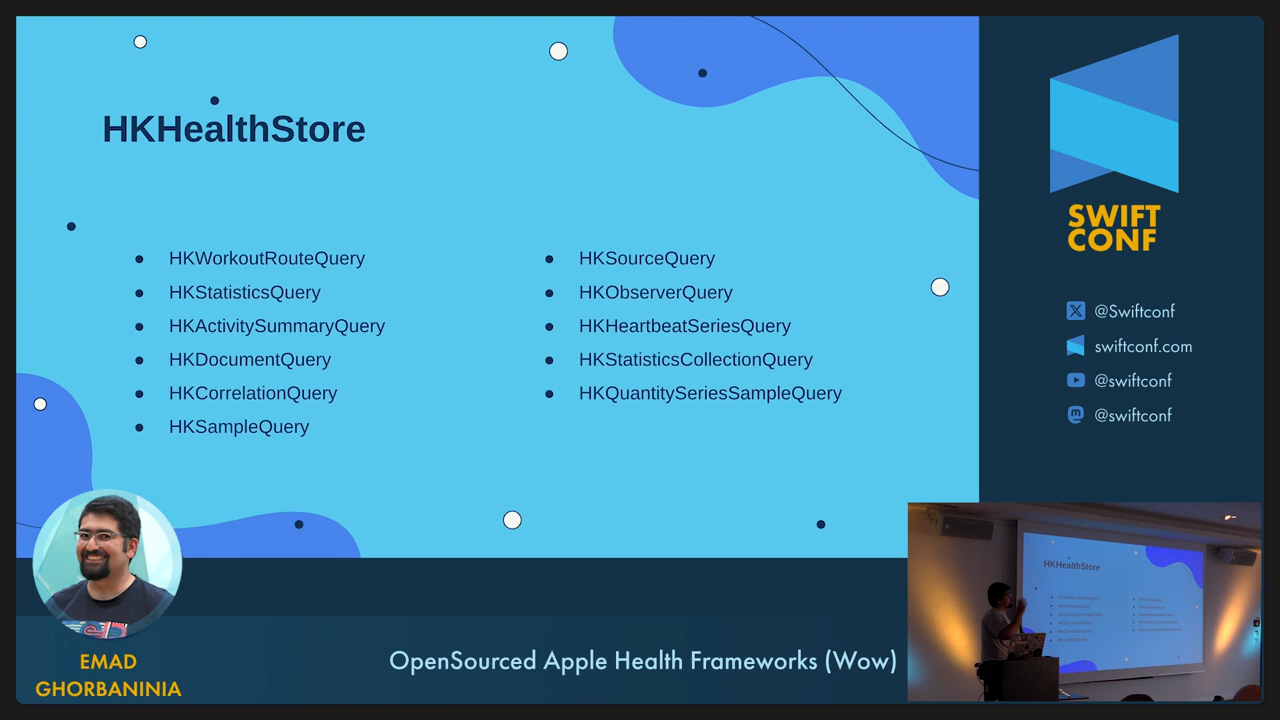 HKHealthStore
HKWorkoutRouteQuery
HKStatisticsQuery
HKActivitySummaryQuery
HKDocumentQuery
HKCorrelationQuery
HKSampleQuery
HKSourceQuery
HKObserverQuery
HKHeartbeatSeriesQuery
HKStatisticsCollectionQuery
HKQuantitySeriesSampleQuery
SWIFT
CONF
@Swiftconf
swiftconf.com
@swiftconf
@swiftconf
EMAD
GHORBANINIA
OpenSourced Apple Health Frameworks (Wow)
HKHealthStore